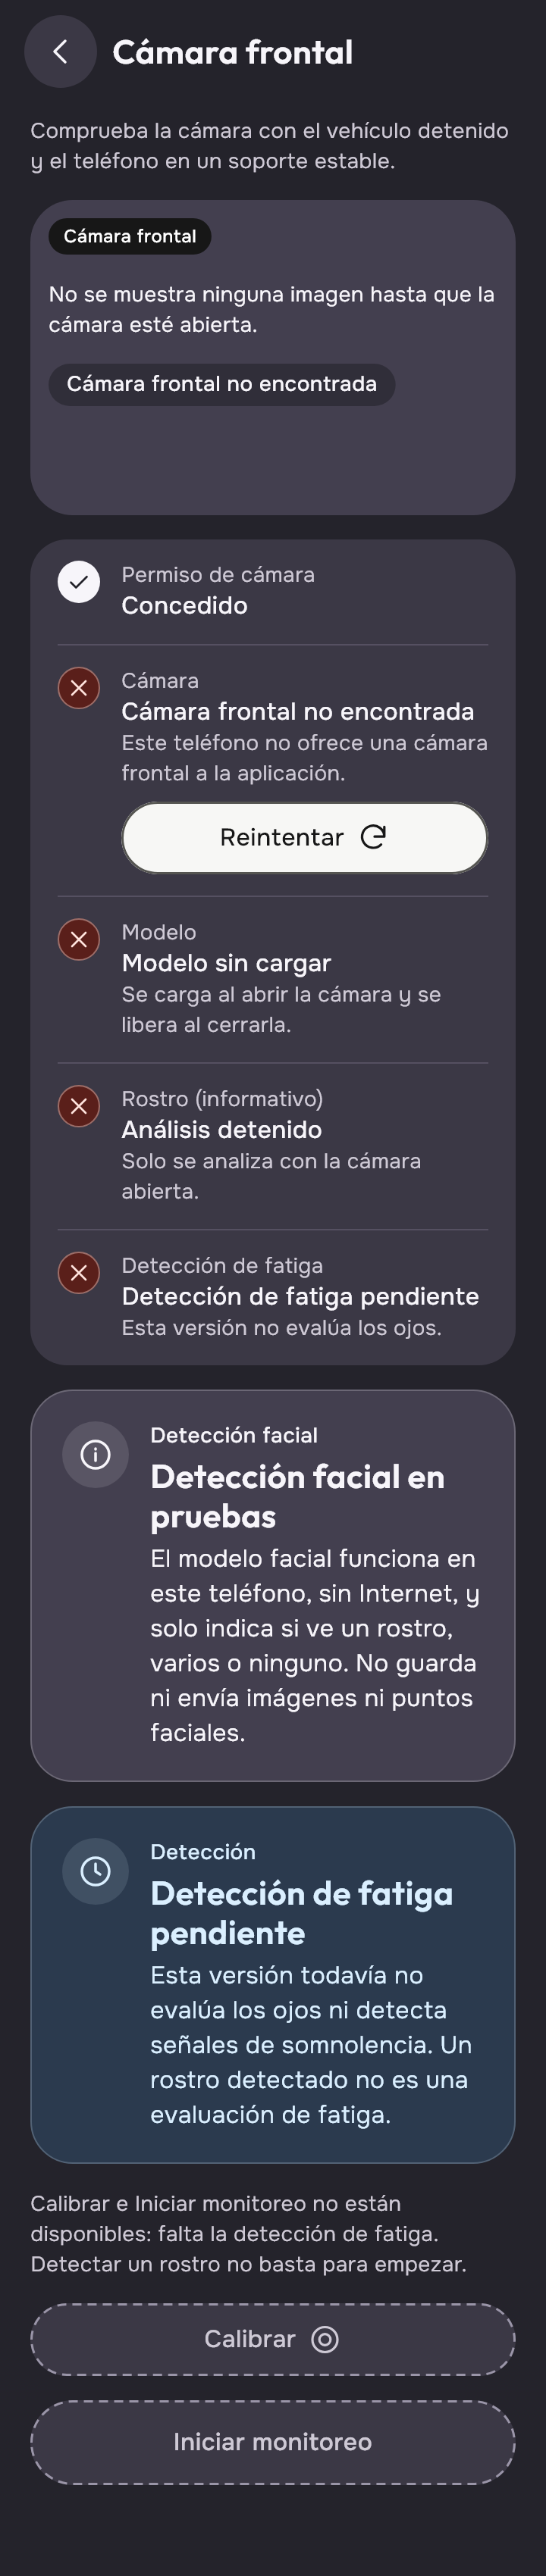 Cámara frontal
Comprueba la cámara con el vehículo detenido
y el teléfono en un soporte estable.
Cámara frontal
No se muestra ninguna imagen hasta que la
cámara esté abierta.
Cámara frontal no encontrada
Permiso de cámara
Concedido
Cámara
Cámara frontal no encontrada
Este teléfono no ofrece una cámara
frontal a la aplicación.
Reintentar
Modelo
Modelo sin cargar
Se carga al abrir la cámara y se
libera al cerrarla.
Rostro (informativo)
Análisis detenido
Solo se analiza con la cámara
abierta.
Detección de fatiga
Detección de fatiga pendiente
Esta versión no evalúa los ojos.
Detección facial
Detección facial en
pruebas
El modelo facial funciona en
este teléfono, sin Internet, y
solo indica si ve un rostro,
varios o ninguno. No guarda
ni envía imágenes ni puntos
faciales.
Detección
Detección de fatiga
pendiente
Esta versión todavía no
evalúa los ojos ni detecta
señales de somnolencia. Un
rostro detectado no es una
evaluación de fatiga.
Calibrar e Iniciar monitoreo no están
disponibles: falta la detección de fatiga.
Detectar un rostro no basta para empezar.
Calibrar
Iniciar monitoreo